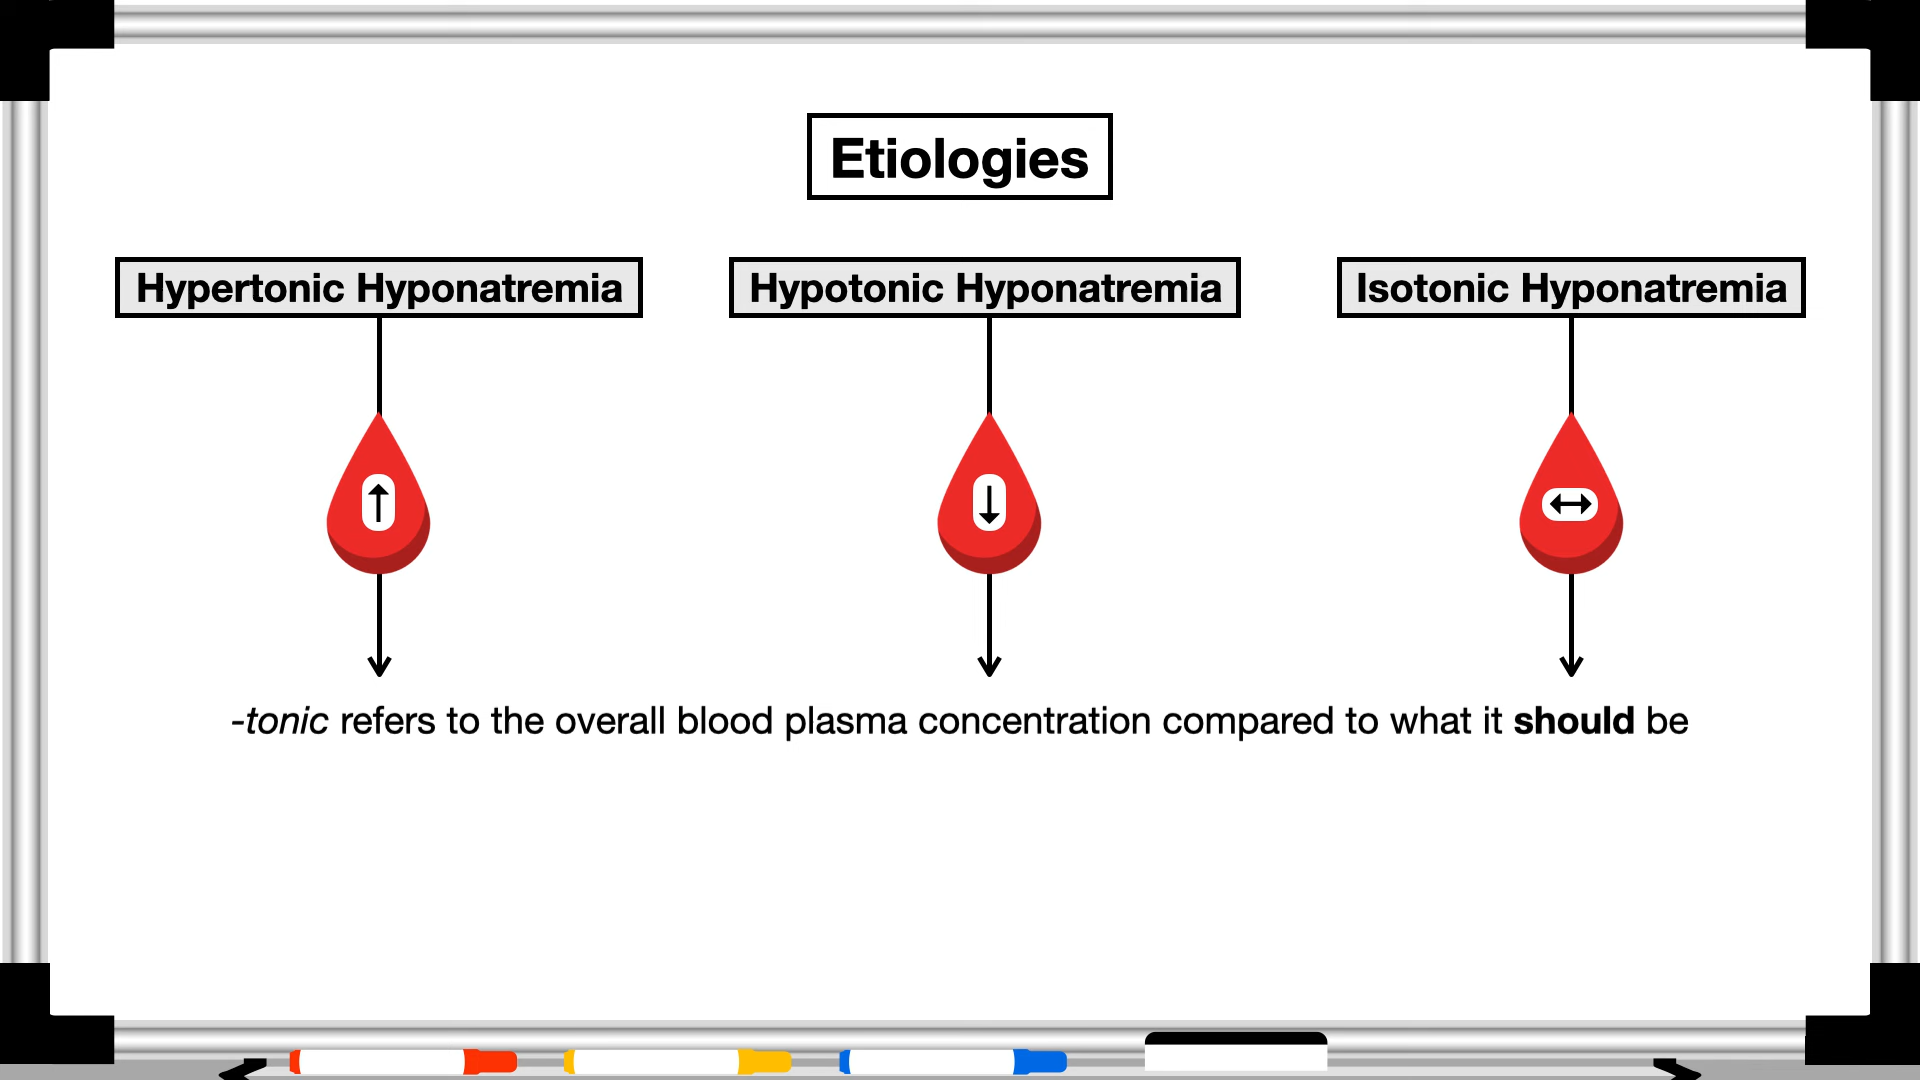 Etiologies
Hypertonic Hyponatremia
Hypotonic Hyponatremia
Isotonic Hyponatremia
-tonic refers to the overall blood plasma concentration compared to what it should be